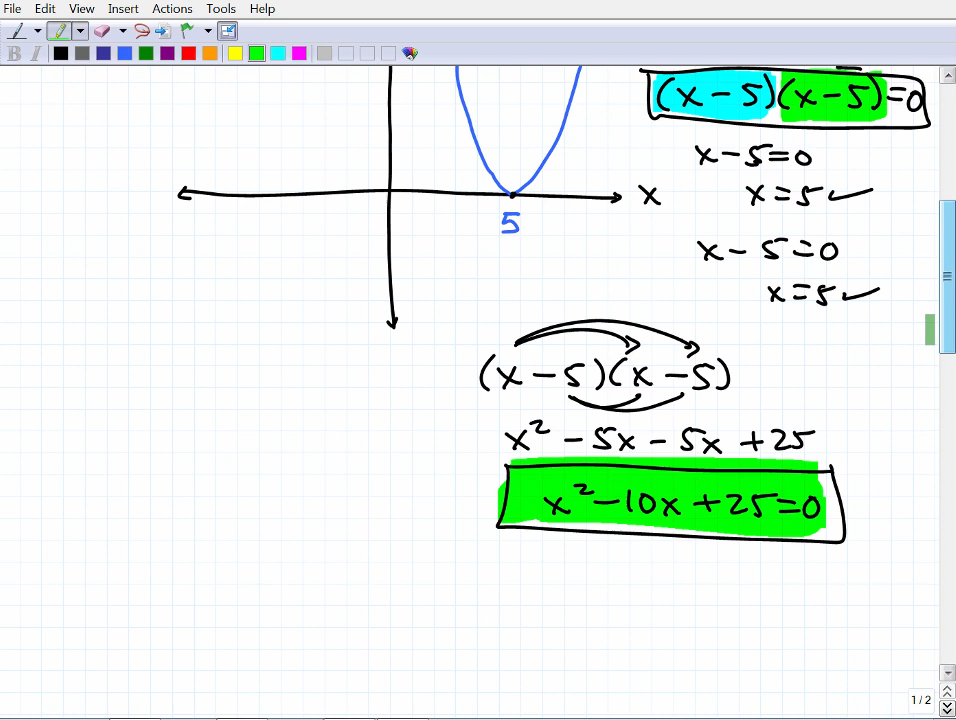 File Edit View Insert Actions Tools Help
B I
(x - 5)(x - 5) = 0
x - 5 = 0
x = 5 ✓
x
5
x - 5 = 0
x = 5 ✓
(x - 5)(x - 5)
x² - 5x - 5x + 25
x² - 10x + 25 = 0
1 / 2